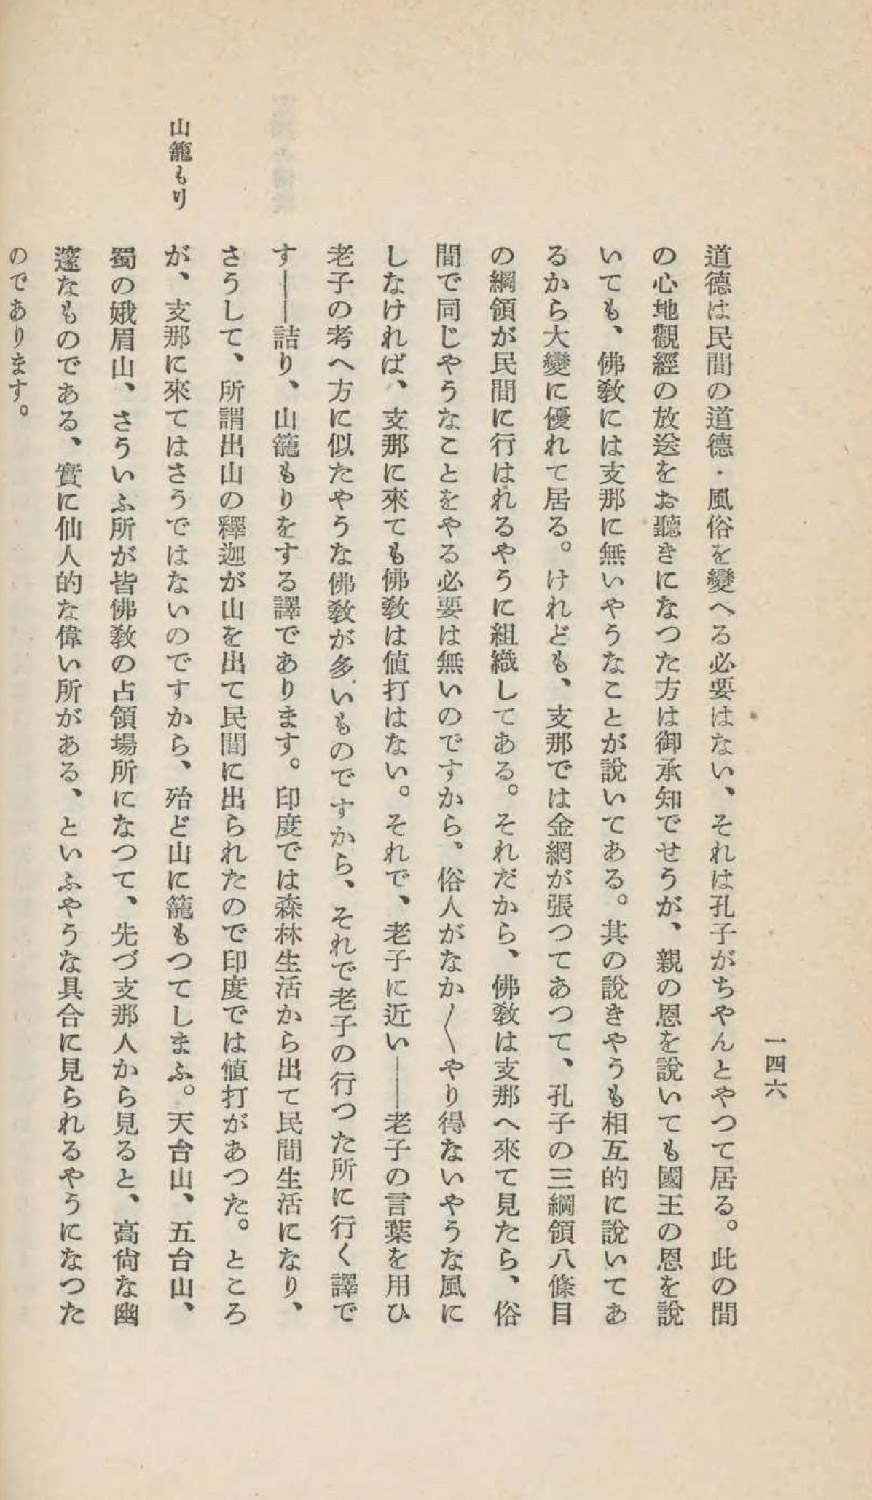 一四六
道德は民間の道德・風俗を變へる必要はない、それは孔子がちやんとやつて居る。此の間
の心地觀經の放送をお聽きになつた方は御承知でせうが、親の恩を說いても國王の恩を說
いても、佛敎には支那に無いやうなことが說いてある。其の說きやうも相互的に說いてあ
るから大變に優れて居る。けれども、支那では金網が張つてあつて、孔子の三綱領八條目
の綱領が民間に行はれるやうに組織してある。それだから、佛敎は支那へ來て見たら、俗
間で同じやうなことをやる必要は無いのですから、俗人がなか〱やり得ないやうな風に
しなければ、支那に來ても佛敎は値打はない。それで、老子に近い――老子の言葉を用ひ
老子の考へ方に似たやうな佛敎が多いものですから、それで老子の行つた所に行く譯で
す――詰り、山籠もりをする譯であります。印度では森林生活から出て民間生活になり、
さうして、所謂出山の釋迦が山を出て民間に出られたので印度では値打があつた。ところ
山籠もり
が、支那に來てはさうではないのですから、殆ど山に籠もつてしまふ。天台山、五台山、
蜀の娥眉山、さういふ所が皆佛敎の占領場所になつて、先づ支那人から見ると、高尙な幽
邃なものである、實に仙人的な偉い所がある、といふやうな具合に見られるやうになつた
のであります。